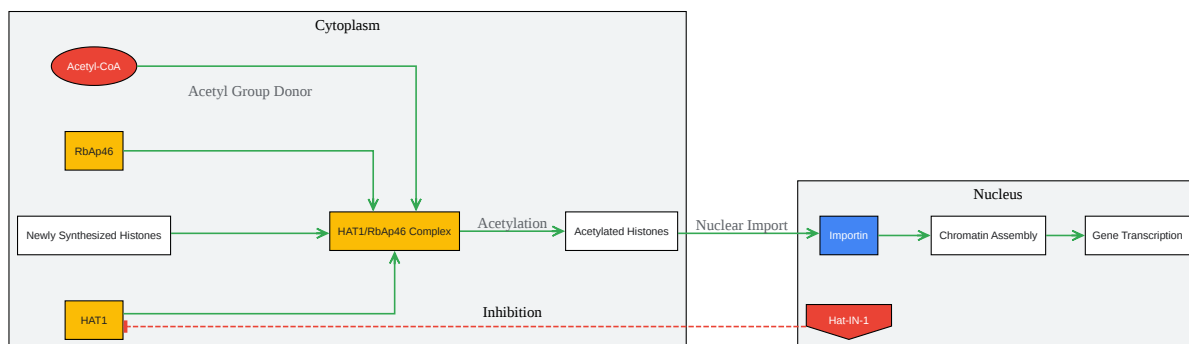 Cytoplasm
Acetyl-CoA
Acetyl Group Donor
RbAp46
Newly Synthesized Histones
HAT1/RbAp46 Complex
Acetylation
Acetylated Histones
HAT1
Inhibition
Nuclear Import
Nucleus
Importin
Chromatin Assembly
Gene Transcription
Hat-IN-1